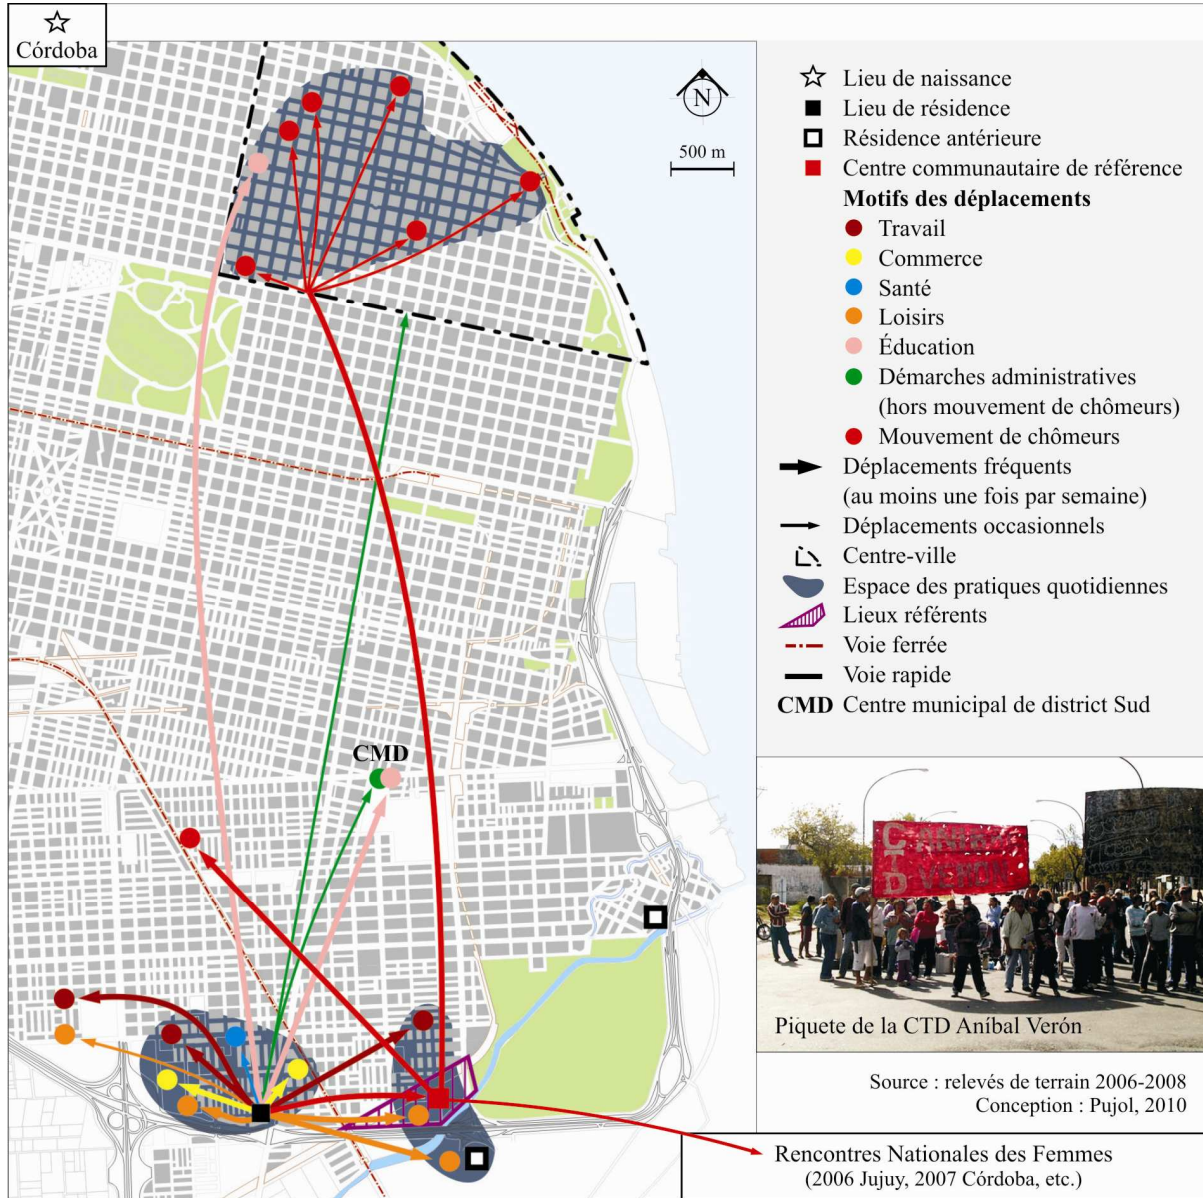 Córdoba
N
500 m
Lieu de naissance
Lieu de résidence
Résidence antérieure
Centre communautaire de référence
Motifs des déplacements
Travail
Commerce
Santé
Loisirs
Éducation
Démarches administratives
(hors mouvement de chômeurs)
Mouvement de chômeurs
Déplacements fréquents
(au moins une fois par semaine)
Déplacements occasionnels
Centre-ville
Espace des pratiques quotidiennes
Lieux référents
Voie ferrée
Voie rapide
CMD Centre municipal de district Sud
CMD
CTD
VERON
Piquete de la CTD Aníbal Verón
Source : relevés de terrain 2006-2008
Conception : Pujol, 2010
Rencontres Nationales des Femmes
(2006 Jujuy, 2007 Córdoba, etc.)